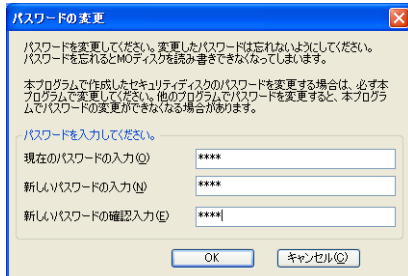 パスワードの変更
パスワードを変更してください。変更したパスワードは忘れないようにしてください。
パスワードを忘れるとMOディスクを読み書きできなくなってしまいます。
本プログラムで作成したセキュリティディスクのパスワードを変更する場合は、必ず本
プログラムで変更してください。他のプログラムでパスワードを変更すると、本プログラ
ムでパスワードの変更ができなくなる場合があります。
パスワードを入力してください。
現在のパスワードの入力(O) ****
新しいパスワードの入力(N) ****
新しいパスワードの確認入力(E) ****
OK キャンセル(C)